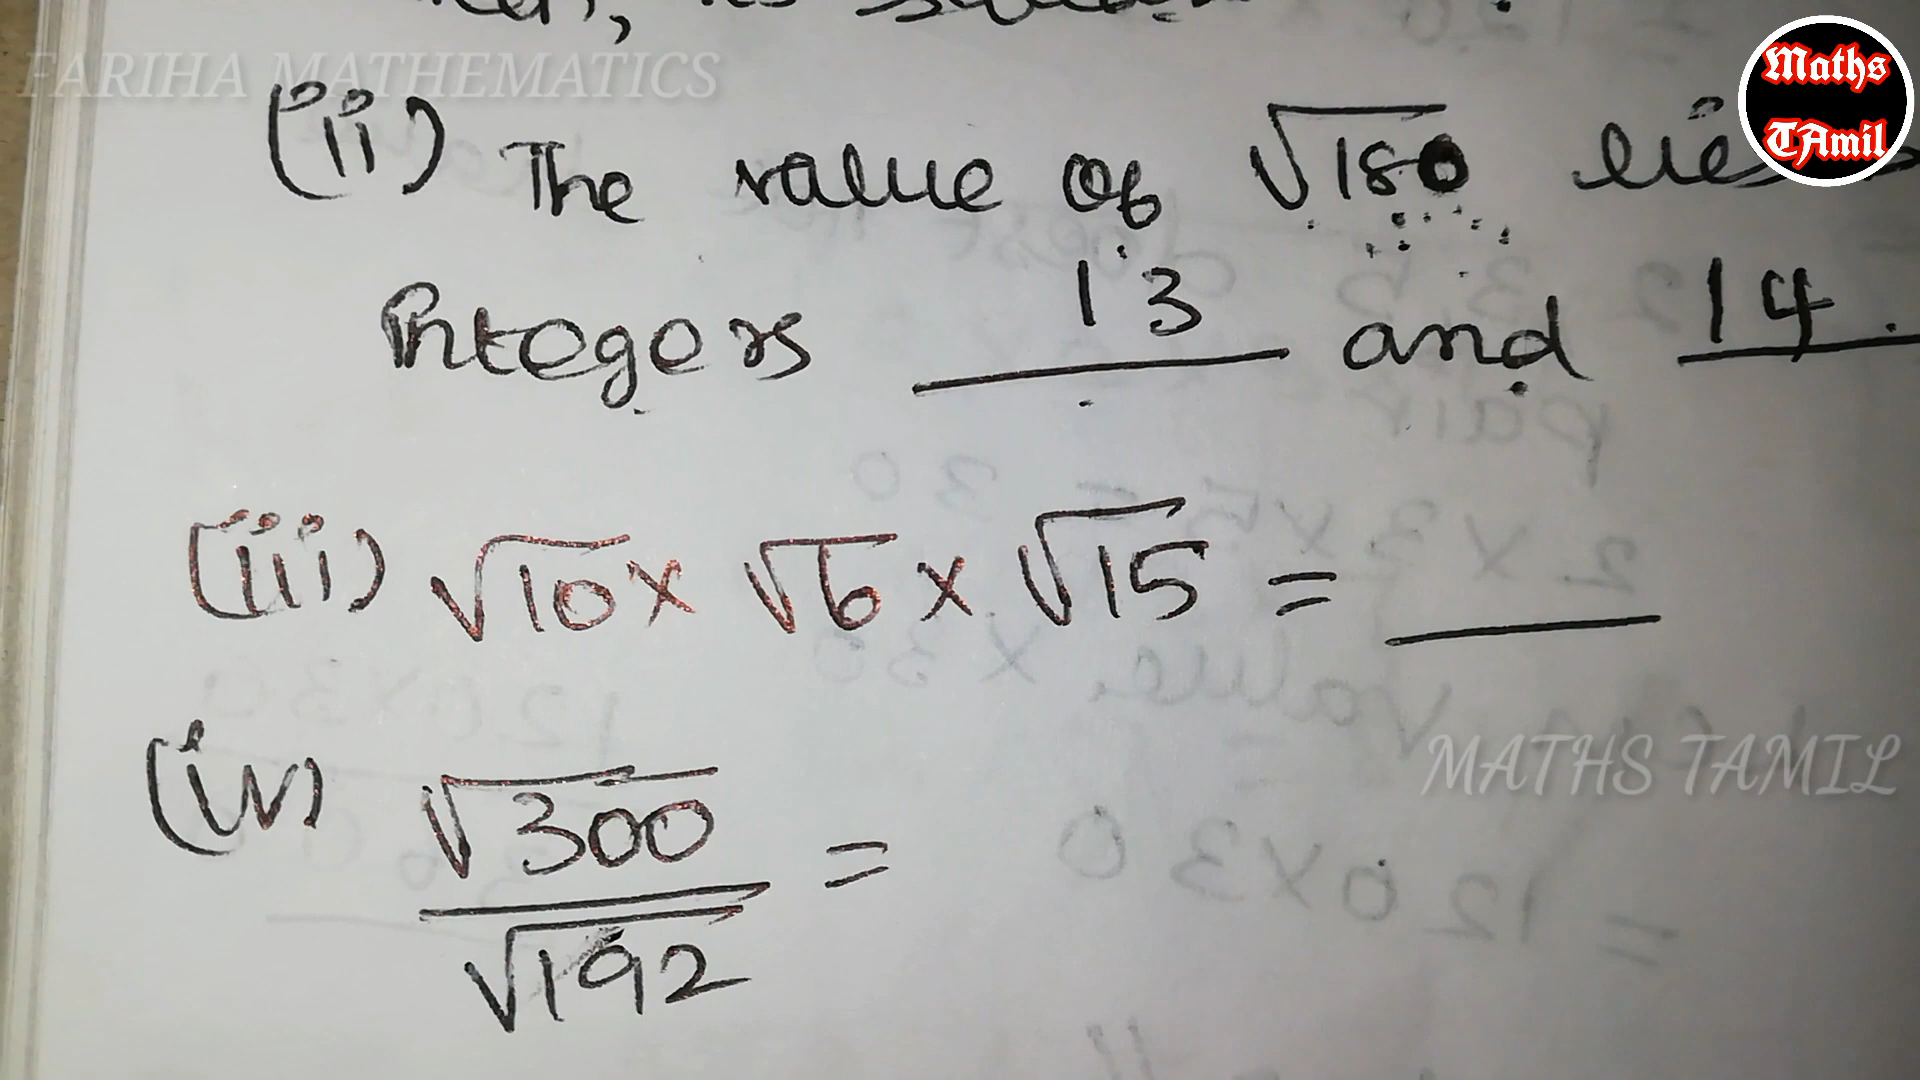 FARIHA MATHEMATICS
Maths
TAmil
(ii) The value of √180 lies
integers 13 and 14.
(iii) √10 × √6 × √15 = ___
(iv) √300 / √192 =
MATHS TAMIL